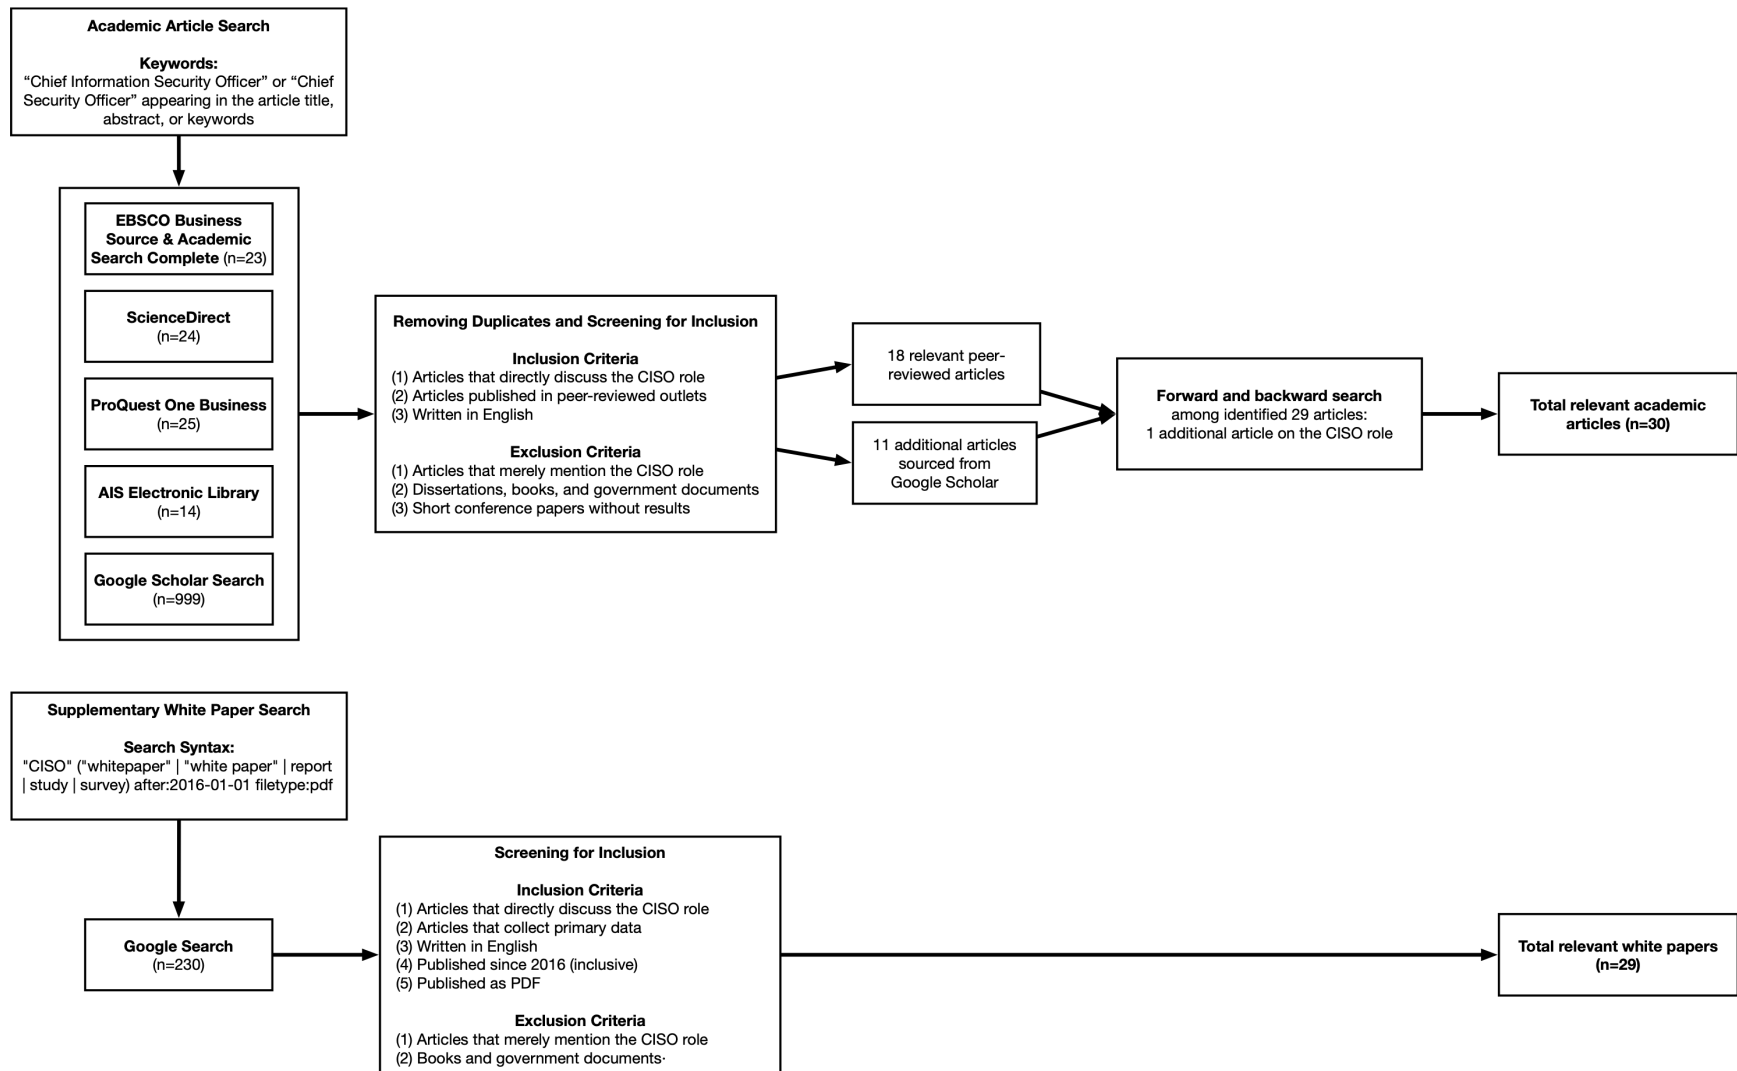 Academic Article Search
Keywords:
“Chief Information Security Officer” or “Chief
Security Officer” appearing in the article title,
abstract, or keywords
EBSCO Business
Source & Academic
Search Complete (n=23)
ScienceDirect
(n=24)
ProQuest One Business
(n=25)
AIS Electronic Library
(n=14)
Google Scholar Search
(n=999)
Removing Duplicates and Screening for Inclusion
Inclusion Criteria
(1) Articles that directly discuss the CISO role
(2) Articles published in peer-reviewed outlets
(3) Written in English
Exclusion Criteria
(1) Articles that merely mention the CISO role
(2) Dissertations, books, and government documents
(3) Short conference papers without results
18 relevant peer-
reviewed articles
11 additional articles
sourced from
Google Scholar
Forward and backward search
among identified 29 articles:
1 additional article on the CISO role
Total relevant academic
articles (n=30)
Supplementary White Paper Search
Search Syntax:
"CISO" ("whitepaper" | "white paper" | report
| study | survey) after:2016-01-01 filetype:pdf
Google Search
(n=230)
Screening for Inclusion
Inclusion Criteria
(1) Articles that directly discuss the CISO role
(2) Articles that collect primary data
(3) Written in English
(4) Published since 2016 (inclusive)
(5) Published as PDF
Exclusion Criteria
(1) Articles that merely mention the CISO role
(2) Books and government documents·
Total relevant white papers
(n=29)